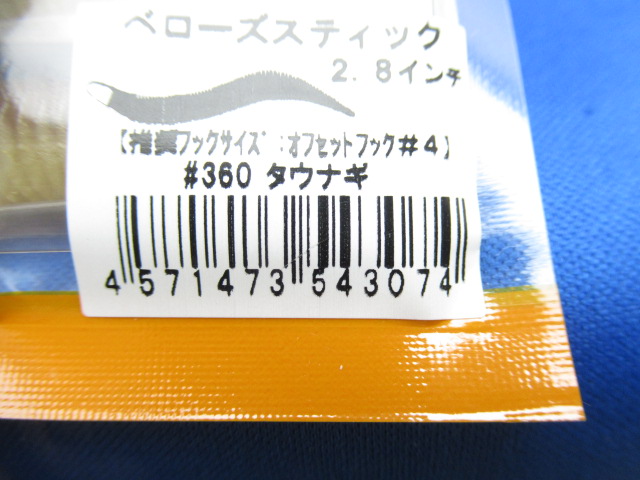 ベローズスティック
2.8インチ
【推奨フックサイズ:オフセットフック#4】
#360 タウナギ
4 571473 543074